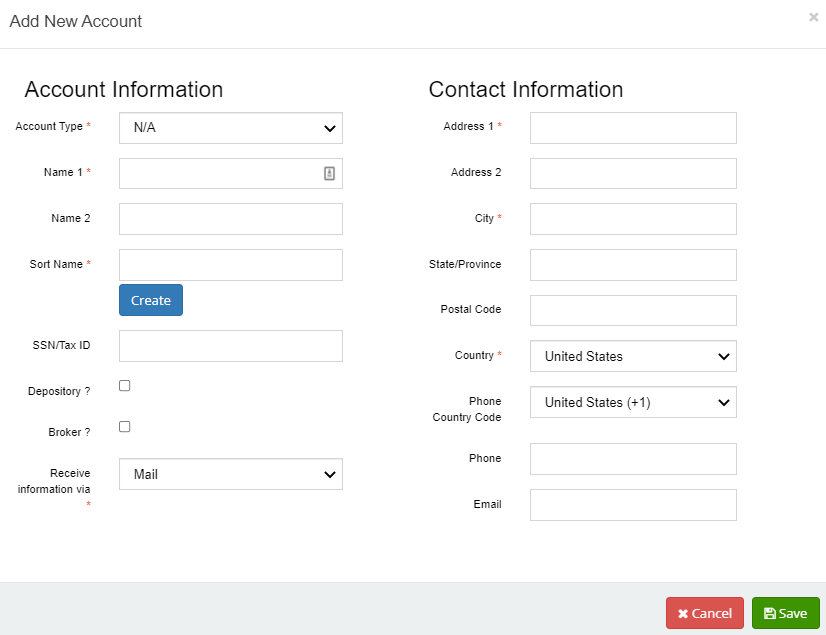 Add New Account
×
Account Information
Account Type *
N/A
Name 1 *
Name 2
Sort Name *
Create
SSN/Tax ID
Depository ?
Broker ?
Receive
information via
*
Mail
Contact Information
Address 1 *
Address 2
City *
State/Province
Postal Code
Country *
United States
Phone
Country Code
United States (+1)
Phone
Email
Cancel
Save